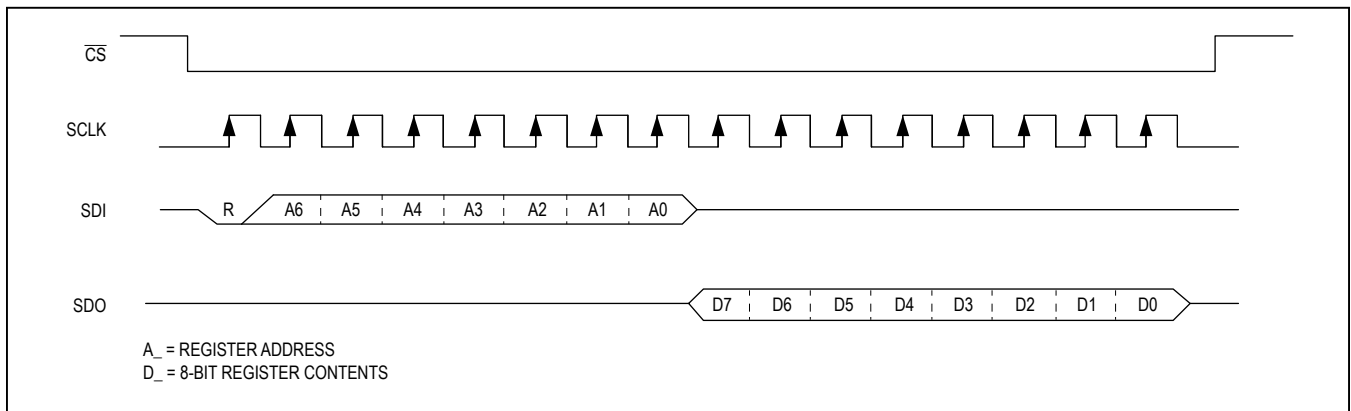 CS
SCLK
SDI R A6 A5 A4 A3 A2 A1 A0
SDO D7 D6 D5 D4 D3 D2 D1 D0
A_ = REGISTER ADDRESS
D_ = 8-BIT REGISTER CONTENTS